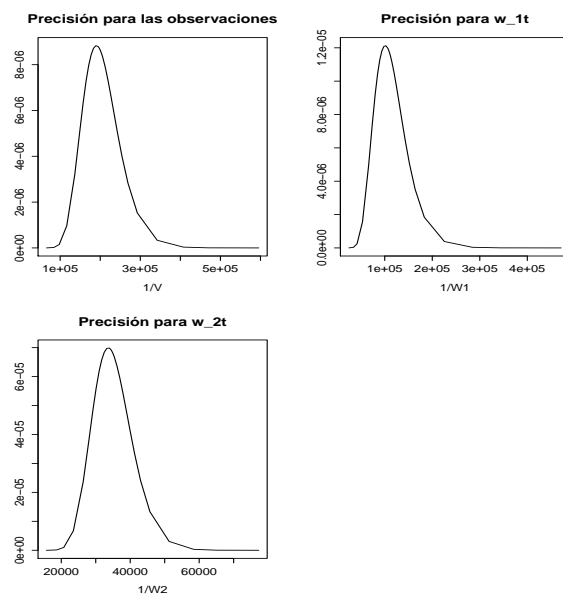 Precisión para las observaciones
8e-06
6e-06
4e-06
2e-06
0e+00
1e+05 3e+05 5e+05
1/V
Precisión para w_1t
1.2e-05
8.0e-06
4.0e-06
0.0e+00
1e+05 2e+05 3e+05 4e+05
1/W1
Precisión para w_2t
6e-05
4e-05
2e-05
0e+00
20000 40000 60000
1/W2